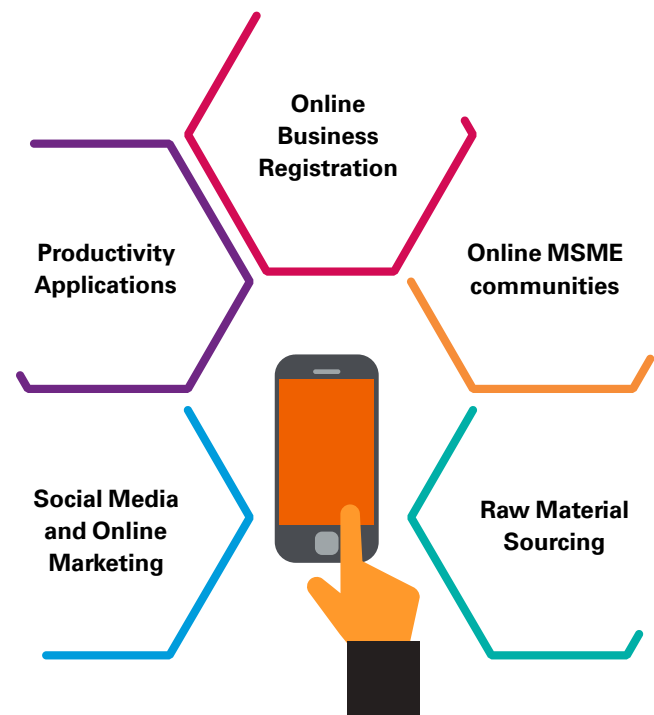 Online
Business
Registration
Productivity
Applications
Online MSME
communities
Social Media
and Online
Marketing
Raw Material
Sourcing